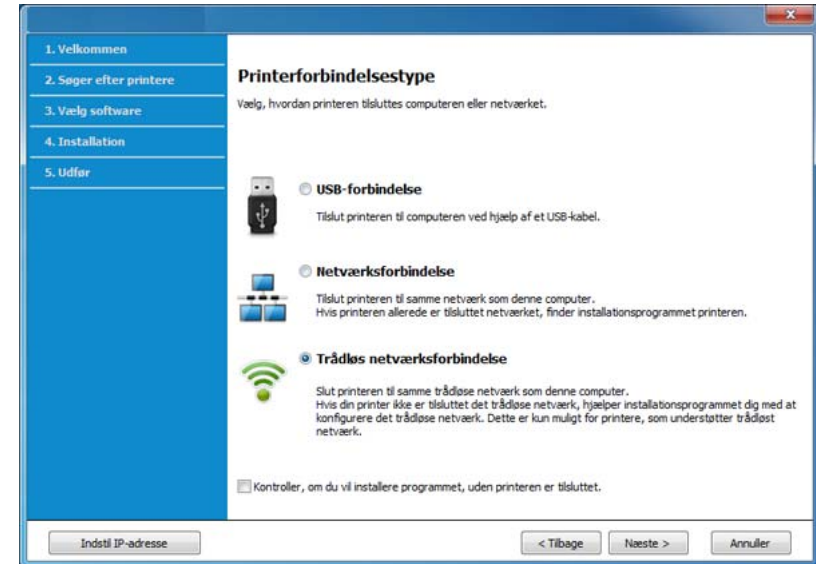 1. Velkommen
2. Søger efter printere
3. Vælg software
4. Installation
5. Udfør
Printerforbindelsestype
Vælg, hvordan printeren tilsluttes computeren eller netværket.
USB-forbindelse
Tilslut printeren til computeren ved hjælp af et USB-kabel.
Netværksforbindelse
Tilslut printeren til samme netværk som denne computer.
Hvis printeren allerede er tilsluttet netværket, finder installationsprogrammet printeren.
Trådløs netværksforbindelse
Slut printeren til samme trådløse netværk som denne computer.
Hvis din printer ikke er tilsluttet det trådløse netværk, hjælper installationsprogrammet dig med at
konfigurere det trådløse netværk. Dette er kun muligt for printere, som understøtter trådløst
netværk.
Kontroller, om du vil installere programmet, uden printeren er tilsluttet.
Indstil IP-adresse
< Tilbage
Næste >
Annuller